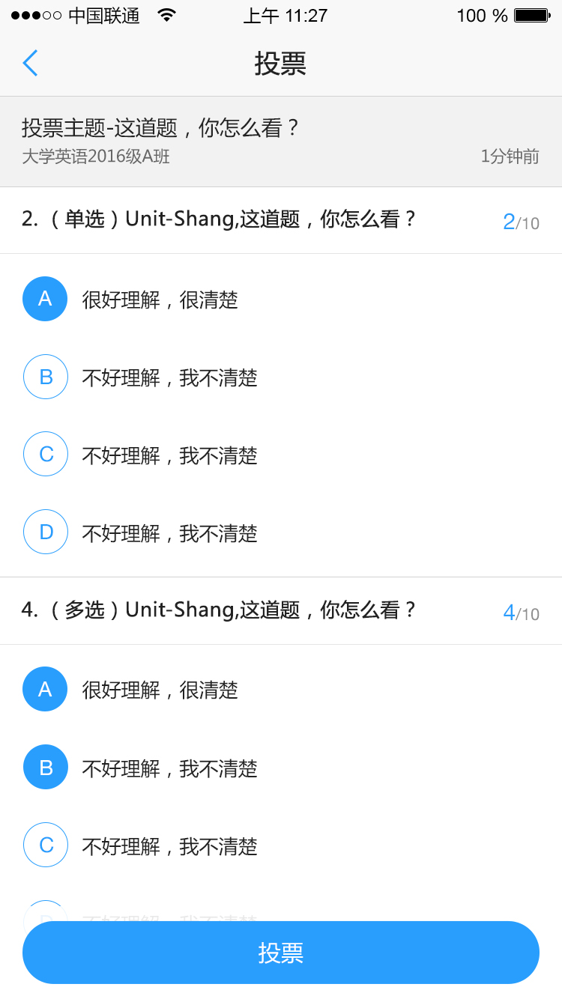 中国联通 上午 11:27 100 %
投票
投票主题-这道题，你怎么看？
大学英语2016级A班 1分钟前
2.（单选）Unit-Shang,这道题，你怎么看？ 2/10
A 很好理解，很清楚
B 不好理解，我不清楚
C 不好理解，我不清楚
D 不好理解，我不清楚
4.（多选）Unit-Shang,这道题，你怎么看？ 4/10
A 很好理解，很清楚
B 不好理解，我不清楚
C 不好理解，我不清楚
投票